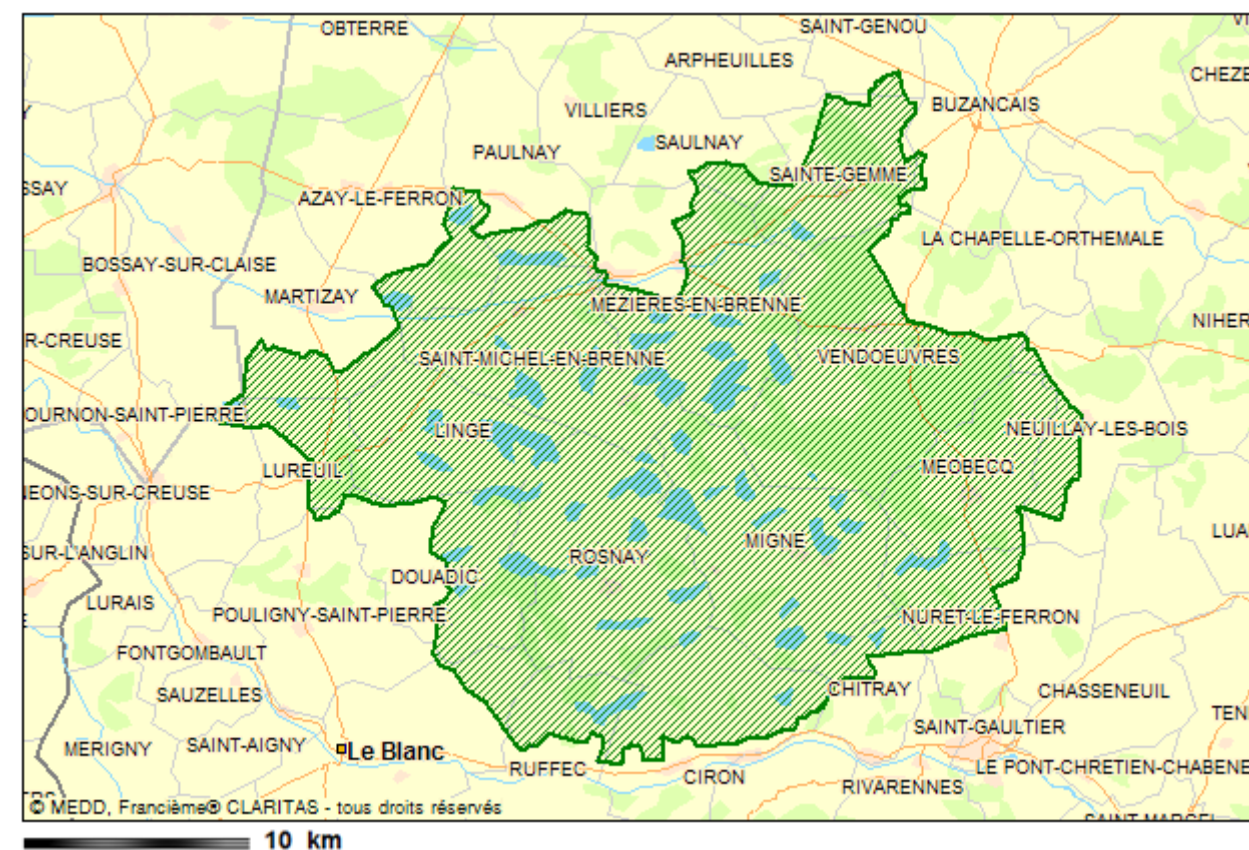 OBTERRE
SAINT-GENOU
ARPHEUILLES
CHEZE
VILLIERS
BUZANCAIS
PAULNAY
SAULNAY
SSAY
AZAY-LE-FERRON
SAINTE-GEMME
LA CHAPELLE-ORTHEMALE
BOSSAY-SUR-CLAISE
MARTIZAY
MEZIERES-EN-BRENNE
NIHER
R-CREUSE
SAINT-MICHEL-EN-BRENNE
VENDOEUVRES
OURNON-SAINT-PIERRE
LINGE
NEUILLAY-LES-BOIS
LUREUIL
MEOBECQ
NEONS-SUR-CREUSE
LUA
SUR-L'ANGLIN
ROSNAY
MIGNE
DOUADIC
LURAIS
POULIGNY-SAINT-PIERRE
NURET-LE-FERRON
FONTGOMBAULT
SAUZELLES
CHITRAY
CHASSENEUIL
TEN
SAINT-GAULTIER
MERIGNY
SAINT-AIGNY
Le Blanc
RUFFEC
CIRON
LE PONT-CHRETIEN-CHABENE
RIVARENNES
© MEDD, Francième® CLARITAS - tous droits réservés
10 km